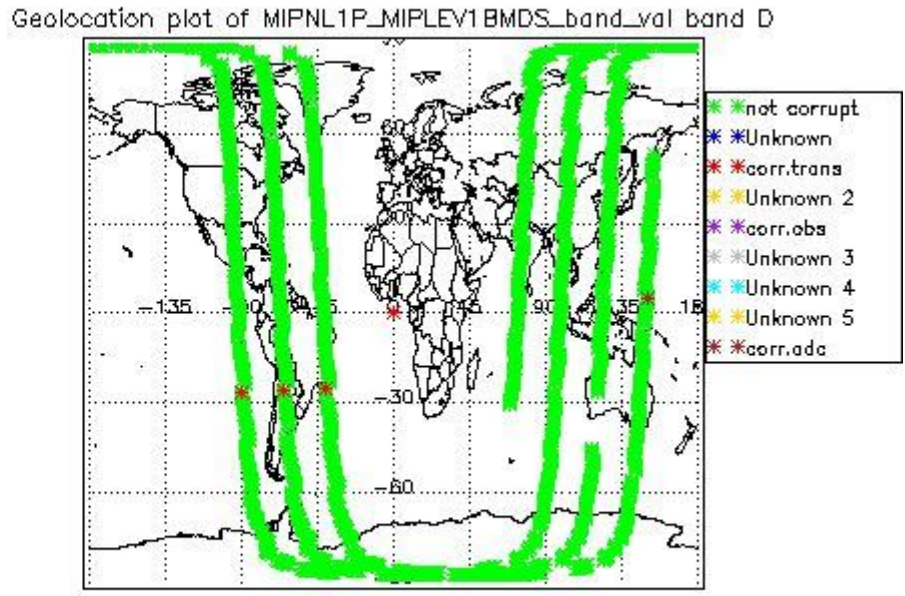 Geolocation plot of MIPNL1P_MIPLEV1BMDS_band_val band D
not corrupt
Unknown
corr.trans
Unknown 2
corr.obs
Unknown 3
Unknown 4
Unknown 5
corr.adc
-135
90
-30
-60